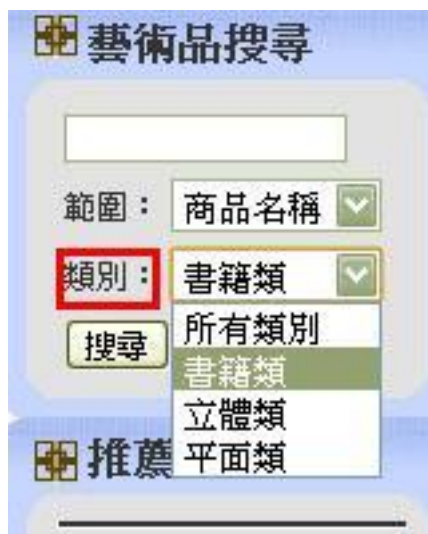 藝術品搜尋
範圍：商品名稱
類別：書籍類
搜尋
所有類別
書籍類
立體類
平面類
推薦